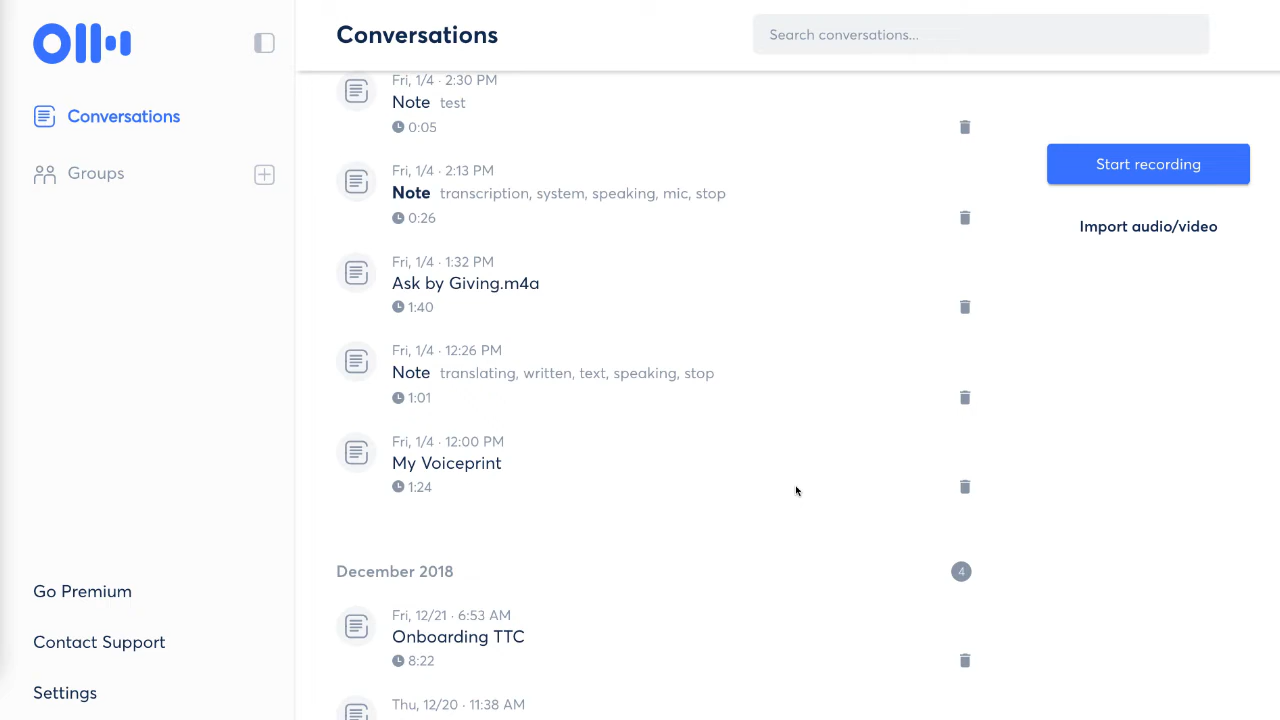 Conversations
Search conversations...
Conversations
Groups
Go Premium
Contact Support
Settings
Fri, 1/4 · 2:30 PM
Note test
0:05
Fri, 1/4 · 2:13 PM
Note transcription, system, speaking, mic, stop
0:26
Fri, 1/4 · 1:32 PM
Ask by Giving.m4a
1:40
Fri, 1/4 · 12:26 PM
Note translating, written, text, speaking, stop
1:01
Fri, 1/4 · 12:00 PM
My Voiceprint
1:24
December 2018
4
Fri, 12/21 · 6:53 AM
Onboarding TTC
8:22
Thu, 12/20 · 11:38 AM
Start recording
Import audio/video